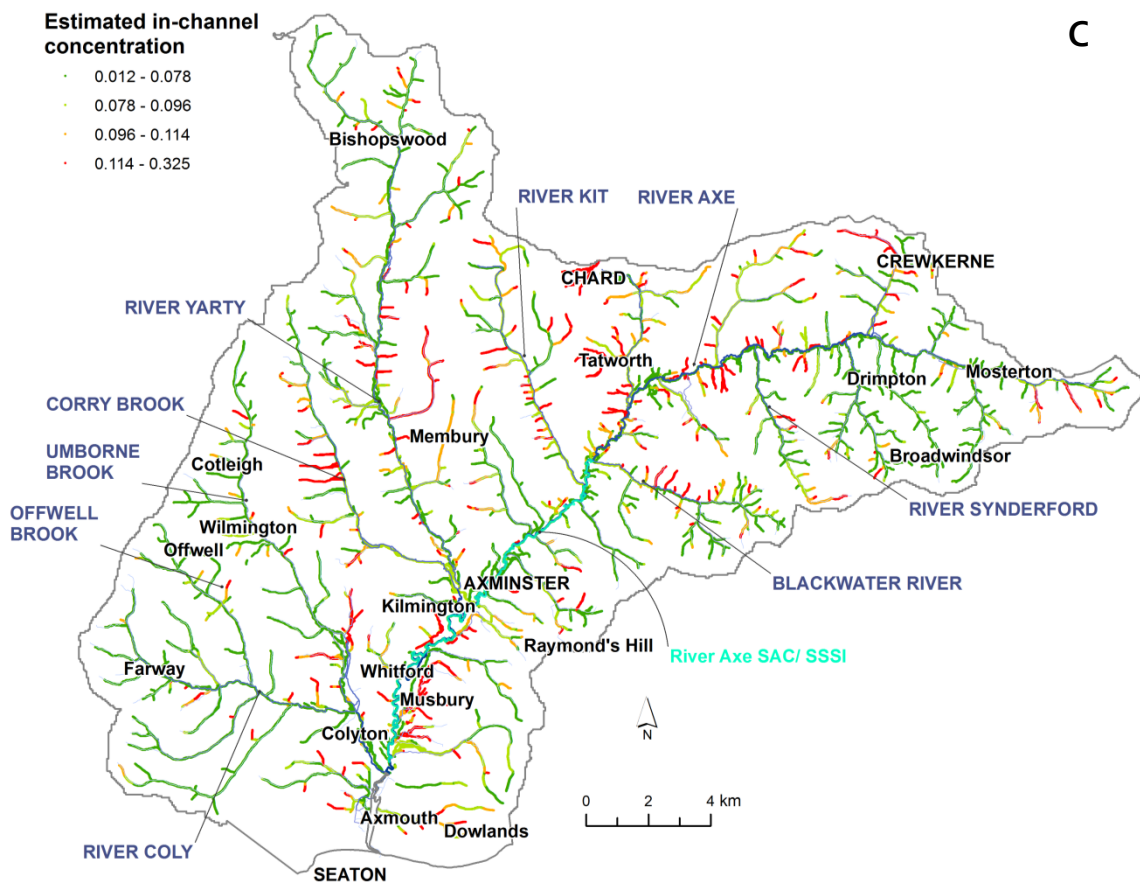 Estimated in-channel
concentration
0.012 - 0.078
0.078 - 0.096
0.096 - 0.114
0.114 - 0.325
C
Bishopswood
RIVER KIT
RIVER AXE
CREWKERNE
CHARD
RIVER YARTY
Tatworth
Mosterton
Drimpton
CORRY BROOK
Membury
UMBORNE
BROOK
Cotleigh
Broadwindsor
RIVER SYNDERFORD
OFFWELL
BROOK
Wilmington
Offwell
BLACKWATER RIVER
AXMINSTER
Kilmington
Raymond's Hill
River Axe SAC/ SSSI
Farway
Whitford
Musbury
N
Colyton
0 2 4 km
Axmouth
Dowlands
RIVER COLY
SEATON